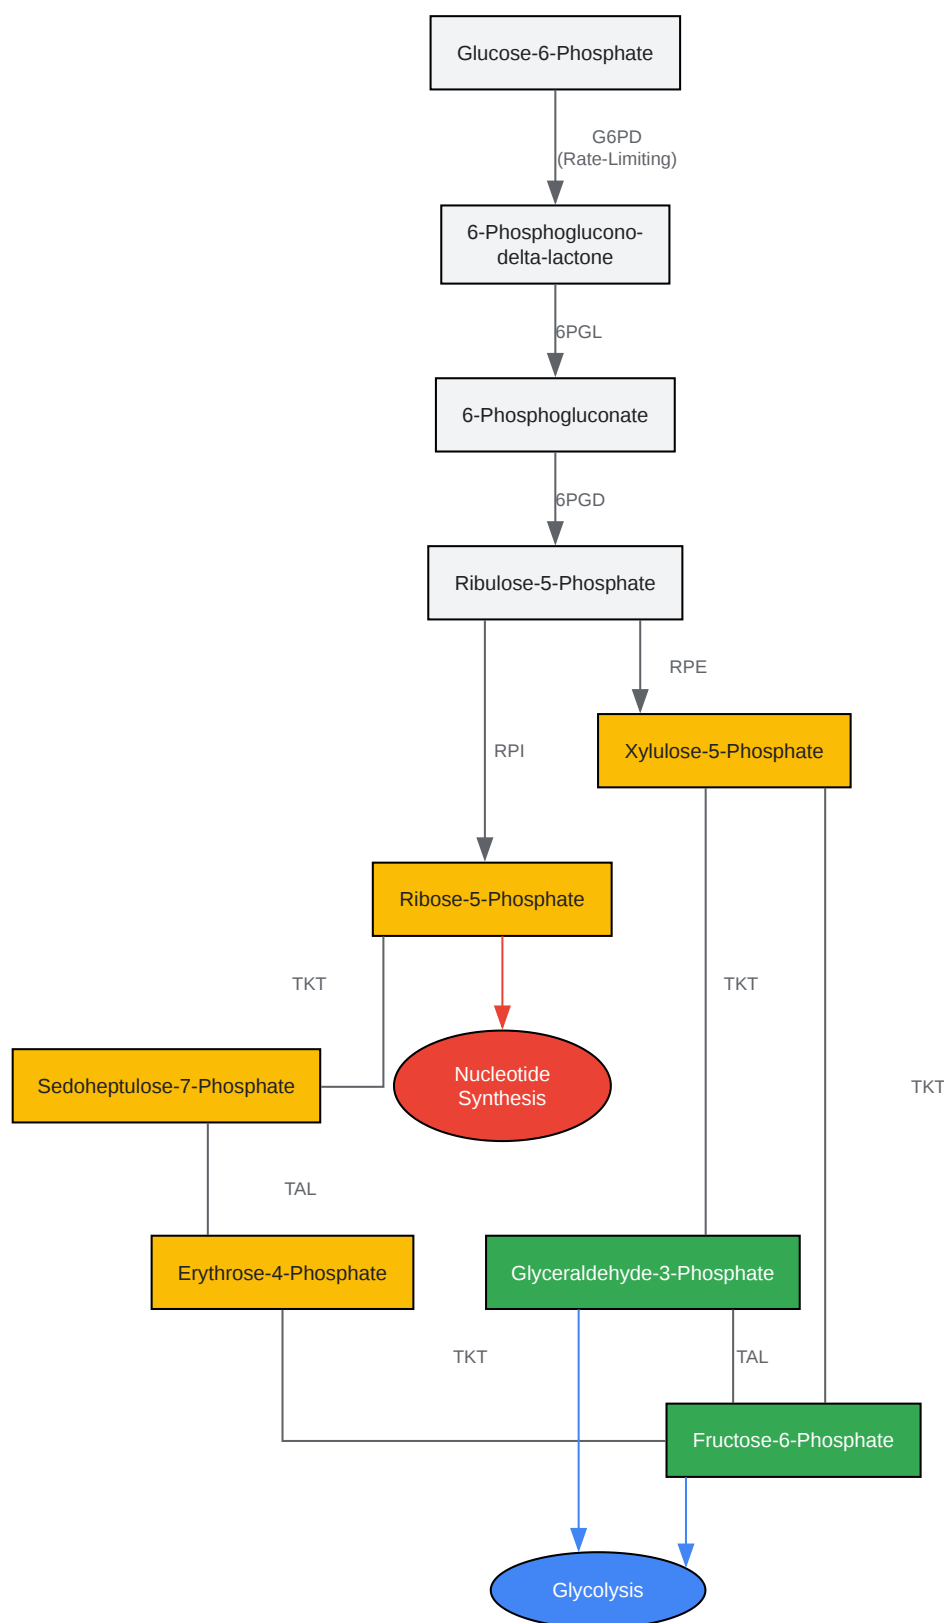 Glucose-6-Phosphate
G6PD
(Rate-Limiting)
6-Phosphoglucono-
delta-lactone
6PGL
6-Phosphogluconate
6PGD
Ribulose-5-Phosphate
RPE
RPI
Xylulose-5-Phosphate
Ribose-5-Phosphate
TKT
TKT
Sedoheptulose-7-Phosphate
Nucleotide
Synthesis
TKT
TAL
Erythrose-4-Phosphate
Glyceraldehyde-3-Phosphate
TKT
TAL
Fructose-6-Phosphate
Glycolysis